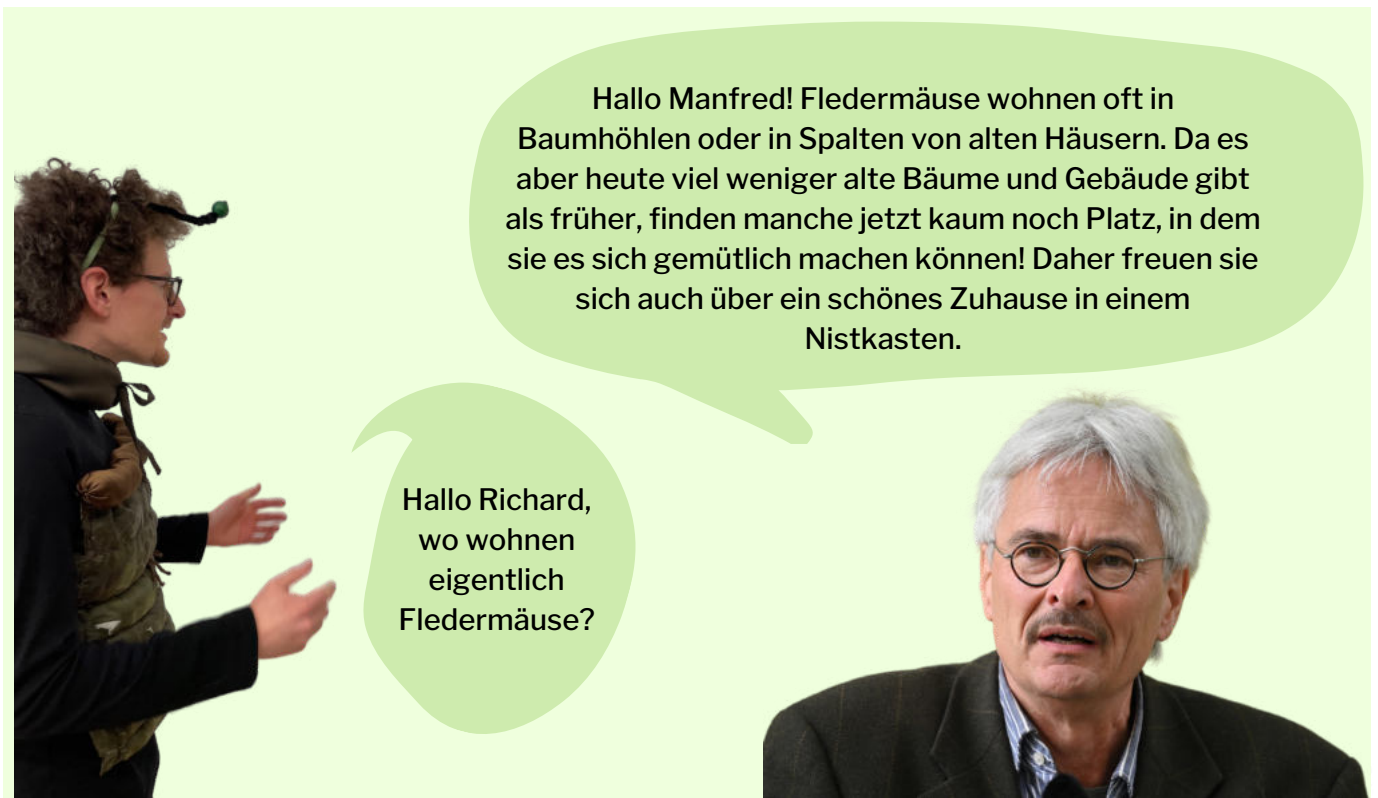 Hallo Manfred! Fledermäuse wohnen oft in
Baumhöhlen oder in Spalten von alten Häusern. Da es
aber heute viel weniger alte Bäume und Gebäude gibt
als früher, finden manche jetzt kaum noch Platz, in dem
sie es sich gemütlich machen können! Daher freuen sie
sich auch über ein schönes Zuhause in einem
Nistkasten.
Hallo Richard,
wo wohnen
eigentlich
Fledermäuse?